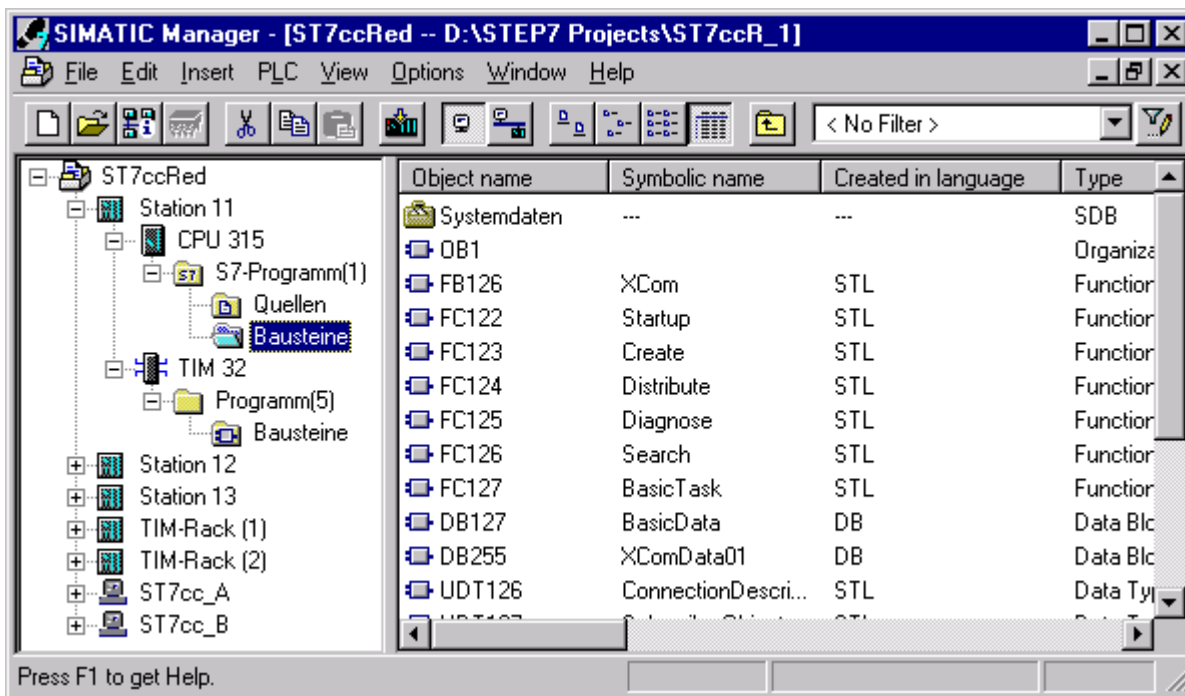 SIMATIC Manager - [ST7ccRed -- D:\STEP7 Projects\ST7ccR_1]
File Edit Insert PLC View Options Window Help
< No Filter >
ST7ccRed
Station 11
CPU 315
S7-Programm(1)
Quellen
Bausteine
TIM 32
Programm(5)
Bausteine
Station 12
Station 13
TIM-Rack (1)
TIM-Rack (2)
ST7cc_A
ST7cc_B
Object name Symbolic name Created in language Type
Systemdaten --- --- SDB
OB1 Organiza
FB126 XCom STL Function
FC122 Startup STL Function
FC123 Create STL Function
FC124 Distribute STL Function
FC125 Diagnose STL Function
FC126 Search STL Function
FC127 BasicTask STL Function
DB127 BasicData DB Data Blo
DB255 XComData01 DB Data Blo
UDT126 ConnectionDescri... STL Data Ty
Press F1 to get Help.